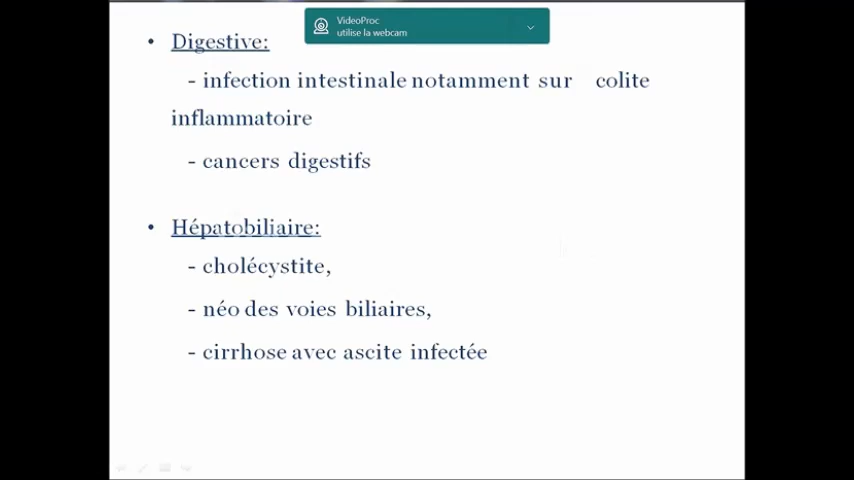 VideoProc
utilise la webcam
• Digestive:
- infection intestinale notamment sur colite
inflammatoire
- cancers digestifs
• Hépatobiliaire:
- cholécystite,
- néo des voies biliaires,
- cirrhose avec ascite infectée